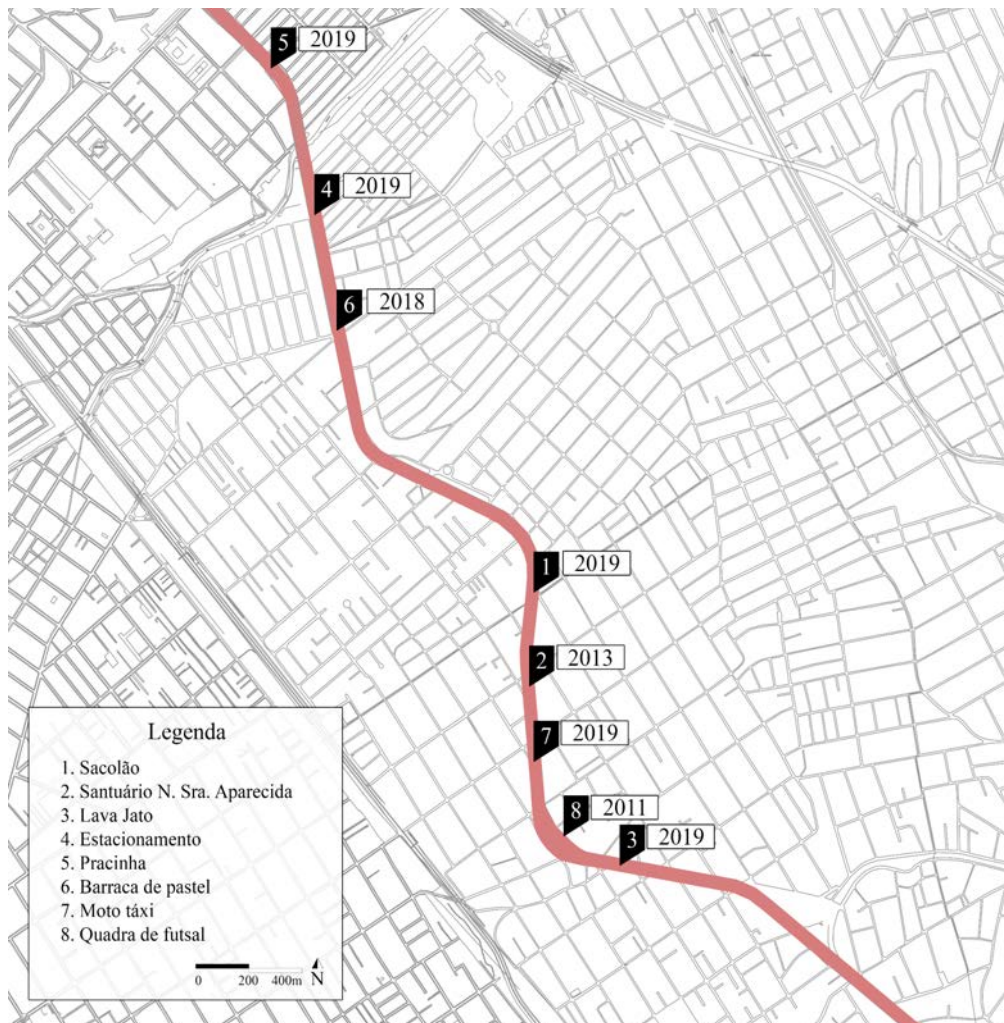 5 2019
4 2019
6 2018
1 2019
2 2013
7 2019
8 2011
3 2019
Legenda
1. Sacolão
2. Santuário N. Sra. Aparecida
3. Lava Jato
4. Estacionamento
5. Pracinha
6. Barraca de pastel
7. Moto táxi
8. Quadra de futsal
0 200 400m N